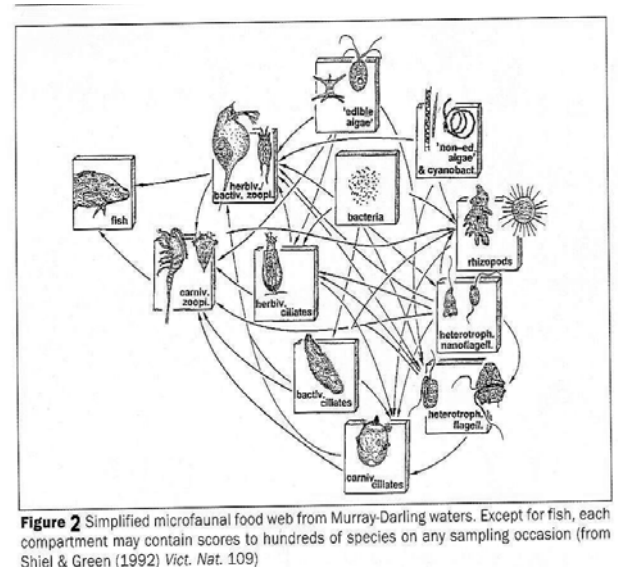 'edible
algae'
'non-ed.
algae'
& cyanobact.
herbiv./
bactiv. zoopl.
bacteria
fish
rhizopods
carniv.
zoopl.
herbiv.
ciliates
heterotroph.
nanoflagell.
bactiv.
ciliates
heterotroph.
flagell.
carniv.
ciliates
Figure 2 Simplified microfaunal food web from Murray-Darling waters. Except for fish, each
compartment may contain scores to hundreds of species on any sampling occasion (from
Shiel & Green (1992) Vict. Nat. 109)